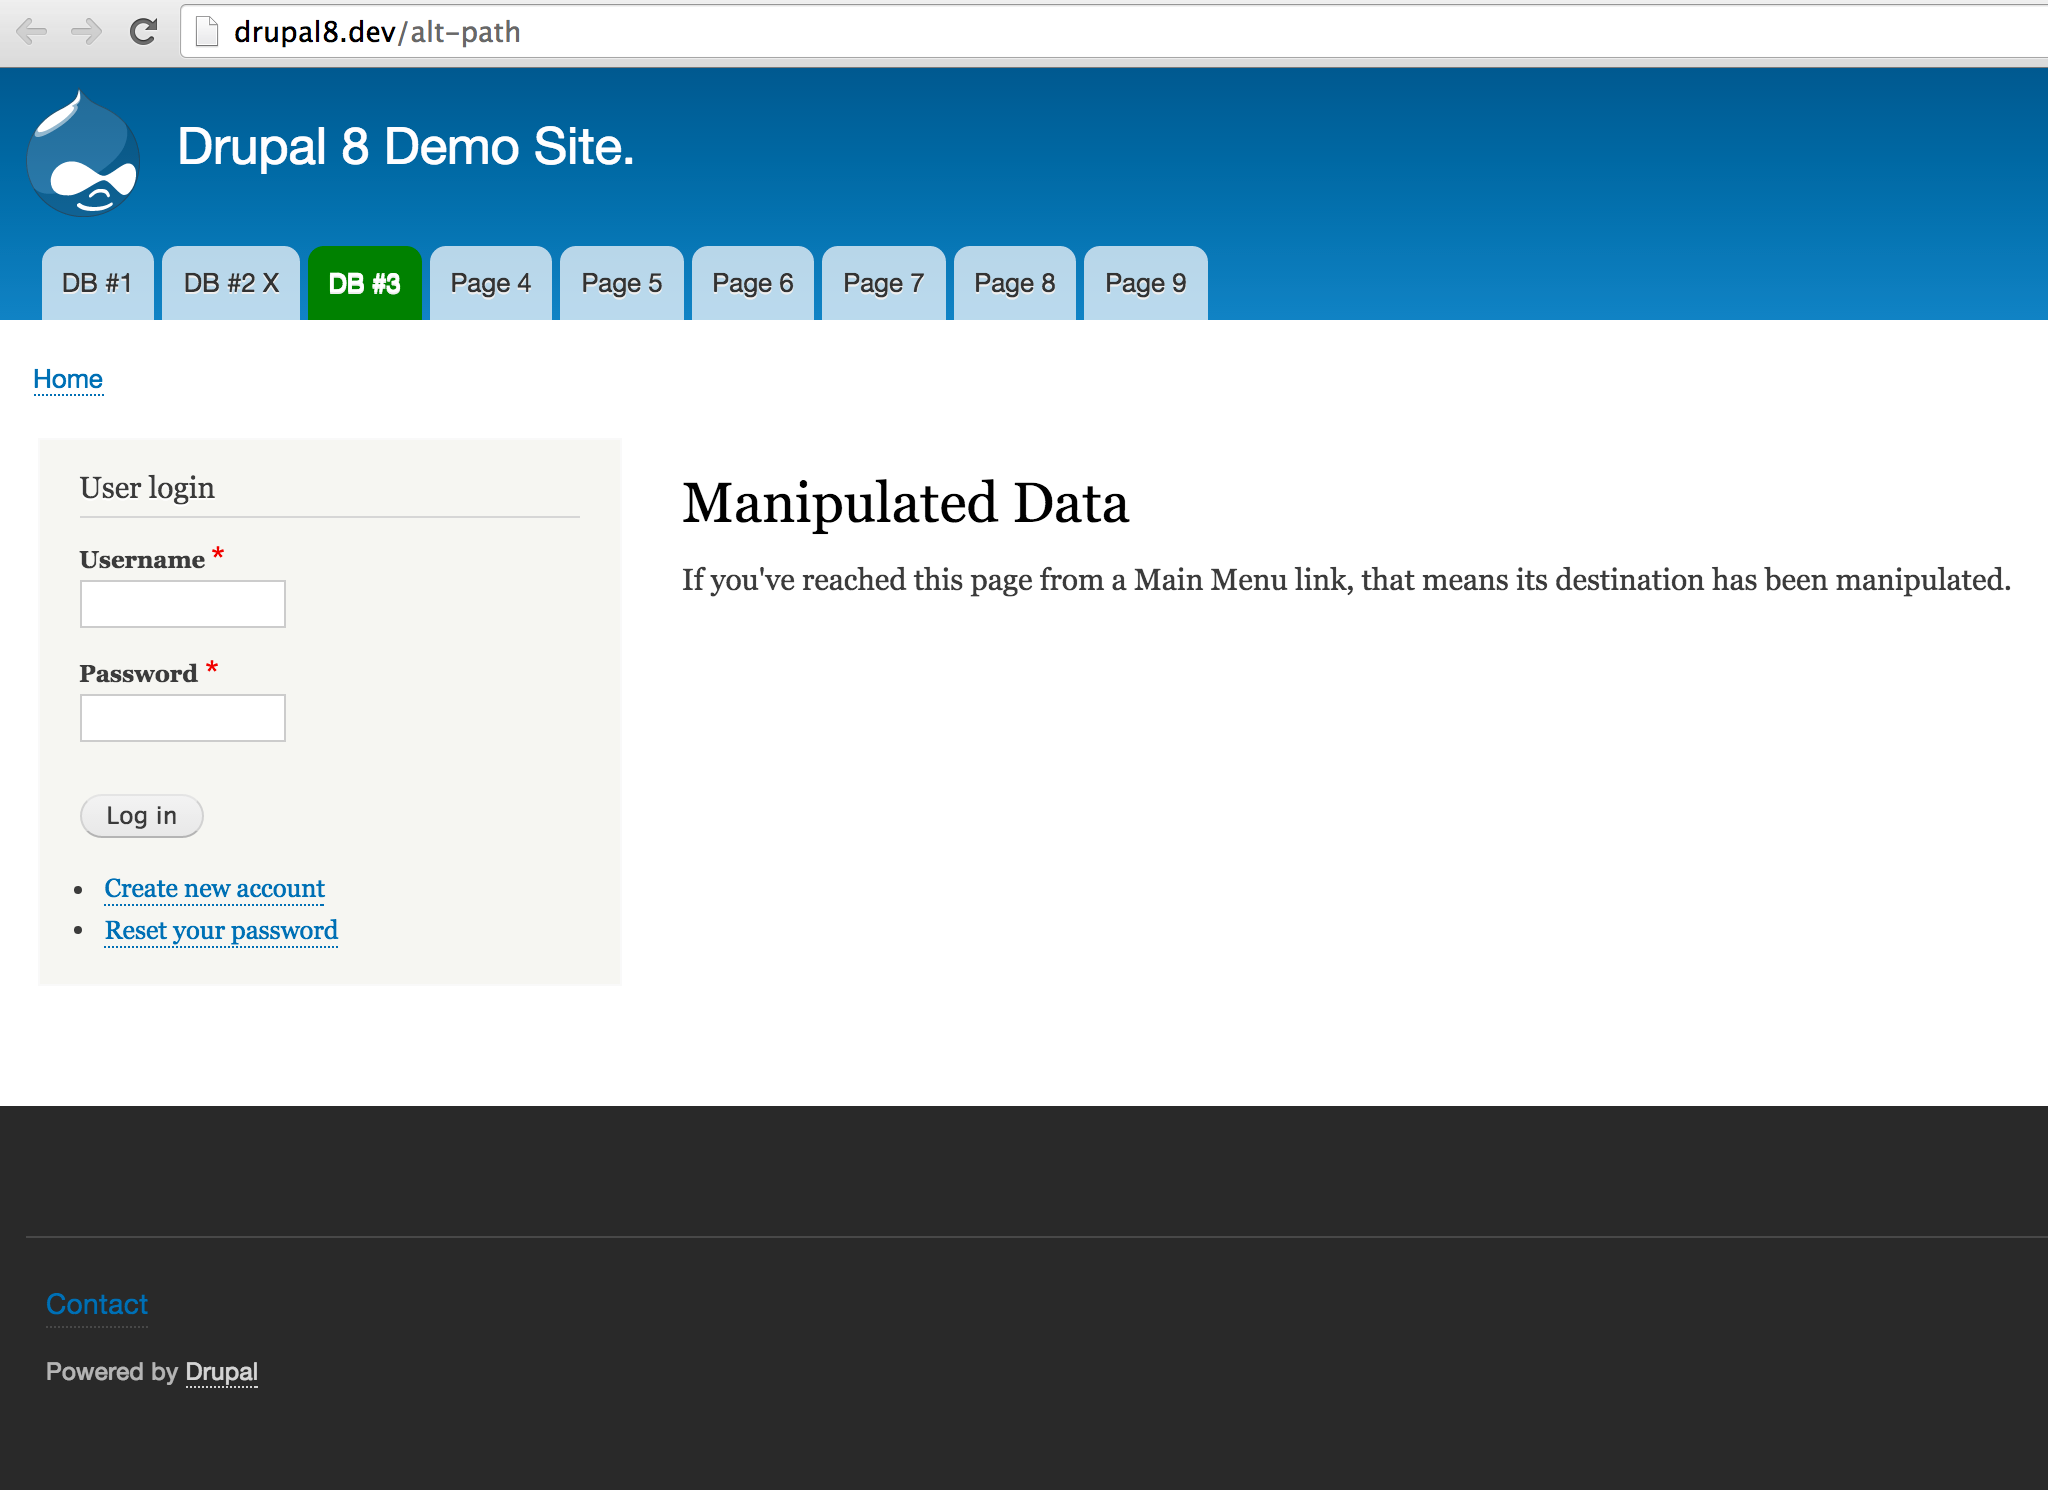 drupal8.dev/alt-path
Drupal 8 Demo Site.
DB #1 DB #2 X DB #3 Page 4 Page 5 Page 6 Page 7 Page 8 Page 9
Home
User login
Username *
Password *
Log in
• Create new account
• Reset your password
Manipulated Data
If you've reached this page from a Main Menu link, that means its destination has been manipulated.
Contact
Powered by Drupal